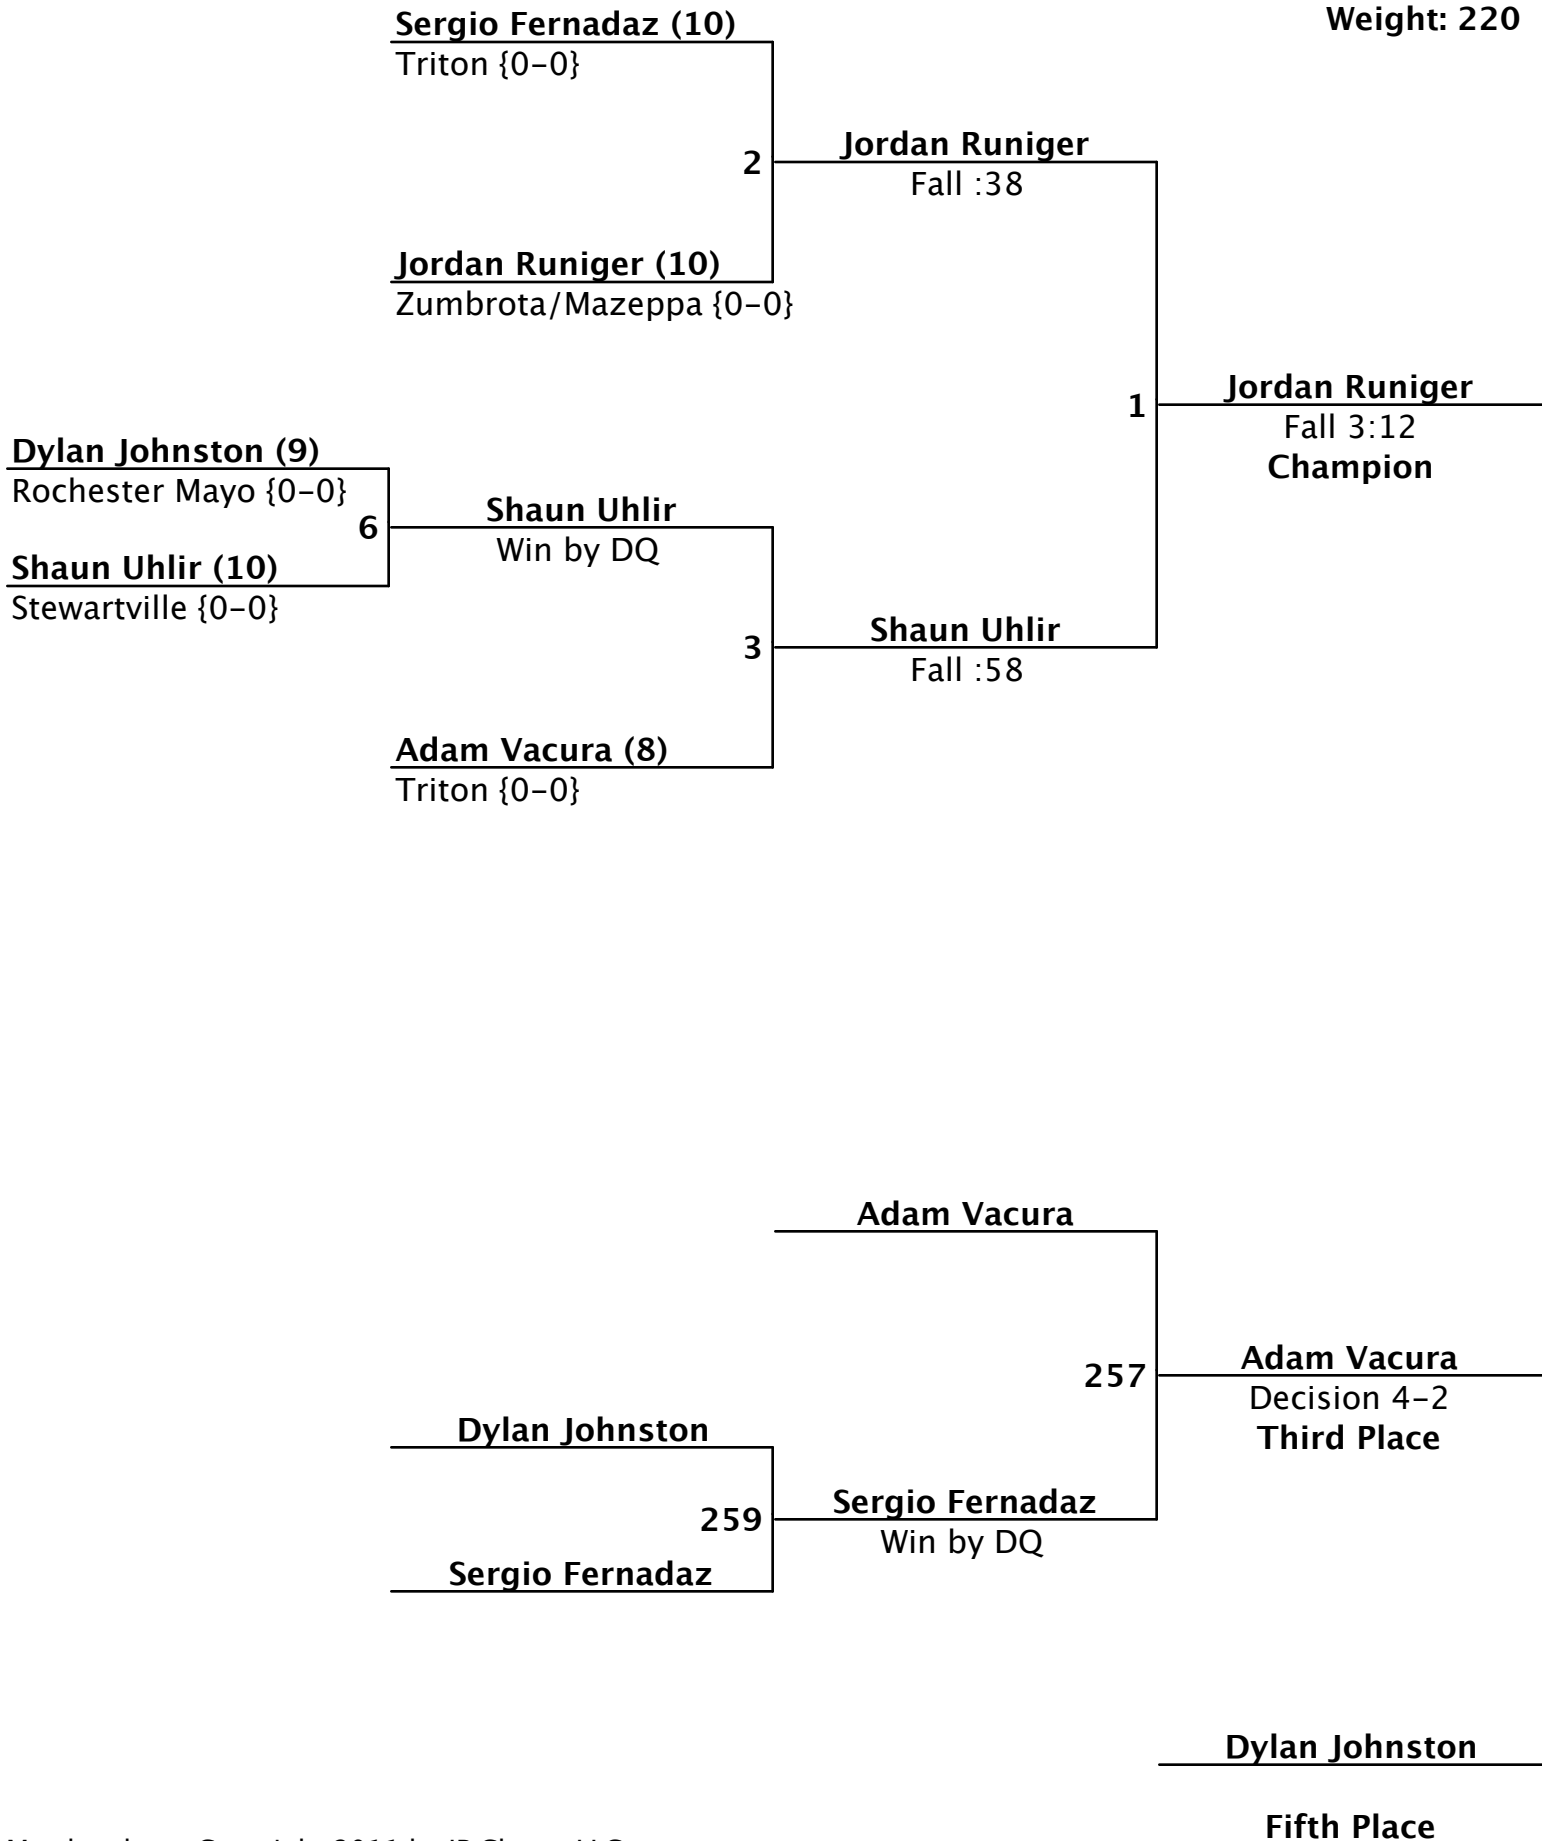 Sergio Fernadaz (10)
Weight: 220
Triton {0-0}
2
Jordan Runiger
Fall :38
Jordan Runiger (10)
Zumbrota/Mazeppa {0-0}
1
Jordan Runiger
Fall 3:12
Champion
Dylan Johnston (9)
Rochester Mayo {0-0}
6
Shaun Uhlir
Win by DQ
Shaun Uhlir (10)
Stewartville {0-0}
3
Shaun Uhlir
Fall :58
Adam Vacura (8)
Triton {0-0}
Adam Vacura
257
Adam Vacura
Decision 4-2
Third Place
Dylan Johnston
259
Sergio Fernadaz
Win by DQ
Sergio Fernadaz
Dylan Johnston
Fifth Place